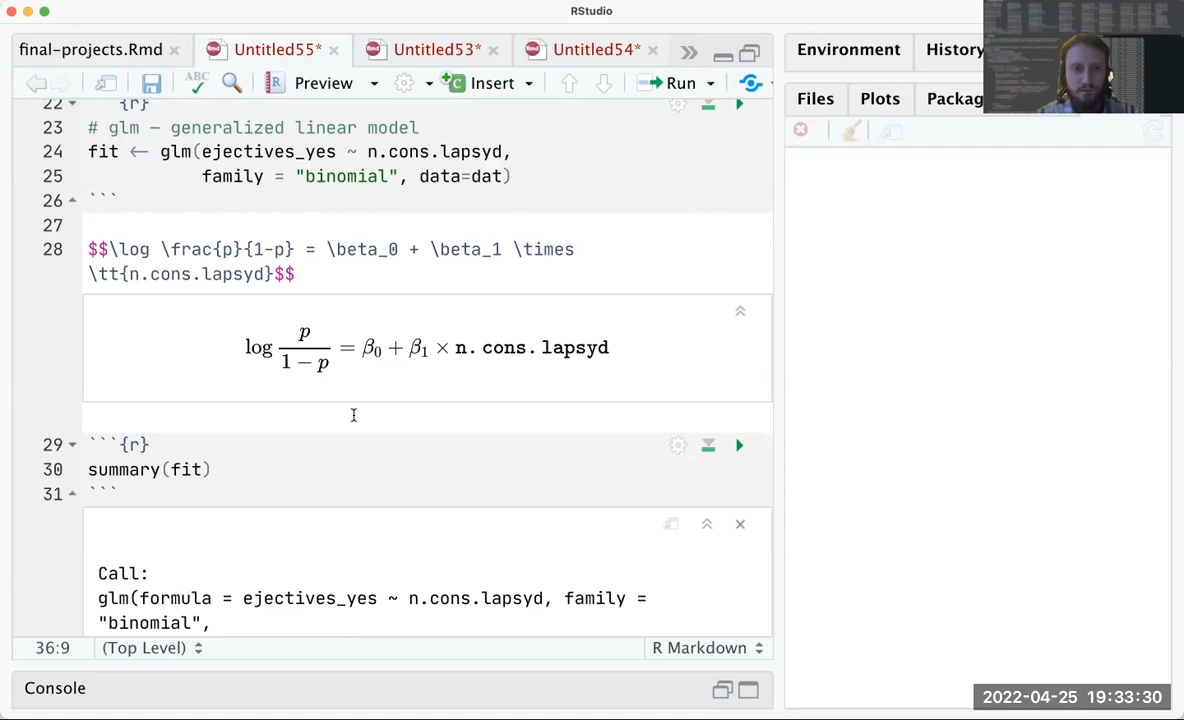 RStudio
final-projects.Rmd Untitled55* Untitled53* Untitled54* Environment History
ABC Preview Insert Run Files Plots Packag
22 {r}
23 # glm – generalized linear model
24 fit <- glm(ejectives_yes ~ n.cons.lapsyd,
25 family = "binomial", data=dat)
26 ```
27
28 $$\log \frac{p}{1-p} = \beta_0 + \beta_1 \times
\tt{n.cons.lapsyd}$$
log p/(1 − p) = β₀ + β₁ × n.cons.lapsyd
29 ```{r}
30 summary(fit)
31 ```
Call:
glm(formula = ejectives_yes ~ n.cons.lapsyd, family =
"binomial",
36:9 (Top Level) R Markdown
Console
2022-04-25 19:33:30